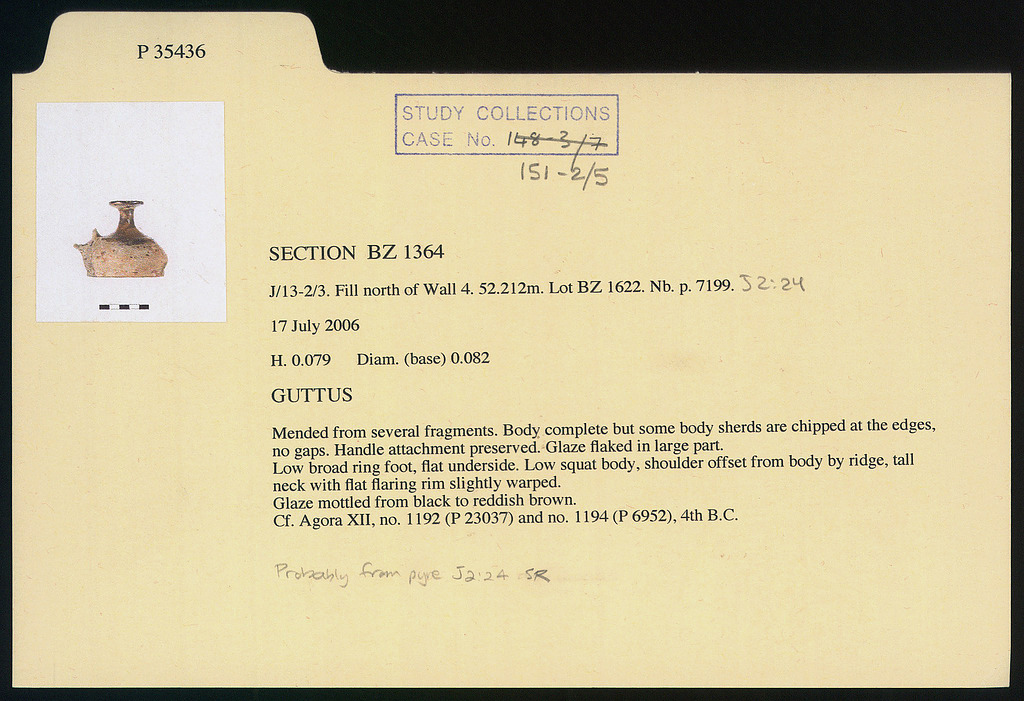 P 35436
STUDY COLLECTIONS
CASE No. 148-3/7
151-2/5
SECTION BZ 1364
J/13-2/3. Fill north of Wall 4. 52.212m. Lot BZ 1622. Nb. p. 7199. J2:24
17 July 2006
H. 0.079 Diam. (base) 0.082
GUTTUS
Mended from several fragments. Body complete but some body sherds are chipped at the edges,
no gaps. Handle attachment preserved. Glaze flaked in large part.
Low broad ring foot, flat underside. Low squat body, shoulder offset from body by ridge, tall
neck with flat flaring rim slightly warped.
Glaze mottled from black to reddish brown.
Cf. Agora XII, no. 1192 (P 23037) and no. 1194 (P 6952), 4th B.C.
Probably from pyre J2:24 SR